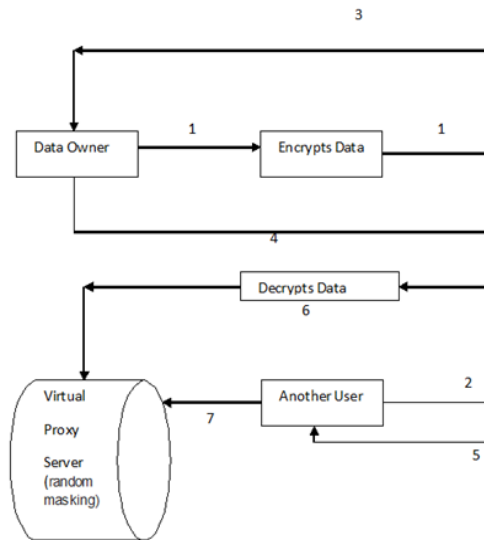 3
1
1
Data Owner
Encrypts Data
4
Decrypts Data
6
Virtual
Proxy
Server
(random
masking)
Another User
2
7
5